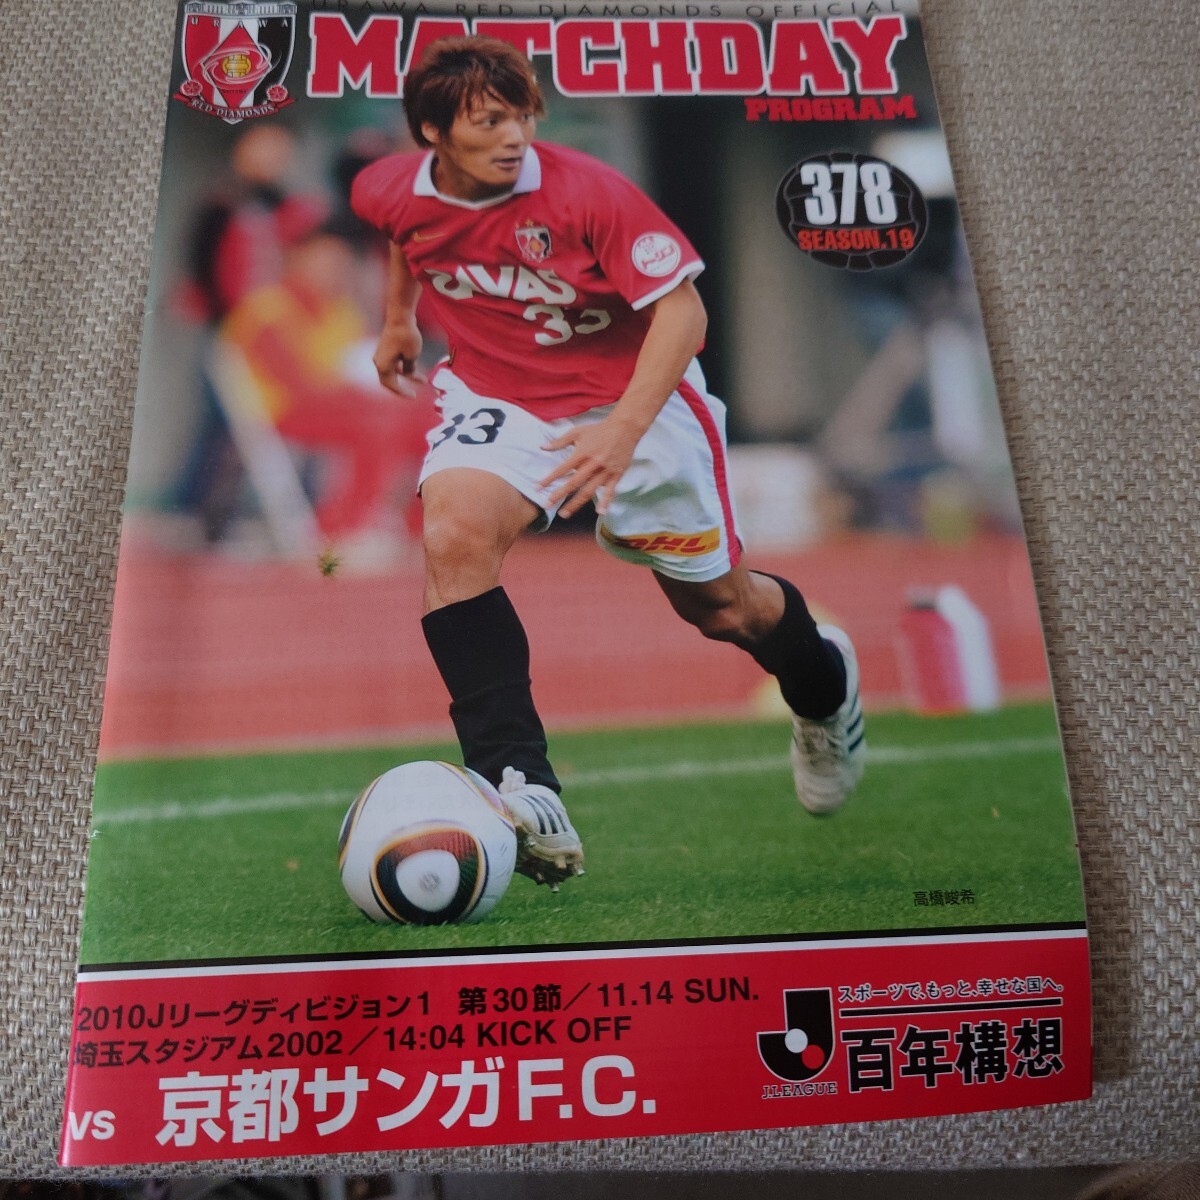 URAWA RED DIAMONDS OFFICIAL
MATCHDAY
PROGRAM
URAWA
RED DIAMONDS
378
SEASON.19
SAVAS
33
33
DHL
高橋峻希
2010Jリーグディビジョン1 第30節／11.14 SUN.
埼玉スタジアム2002／14:04 KICK OFF
vs 京都サンガF.C.
J.LEAGUE
スポーツで、もっと、幸せな国へ。
百年構想